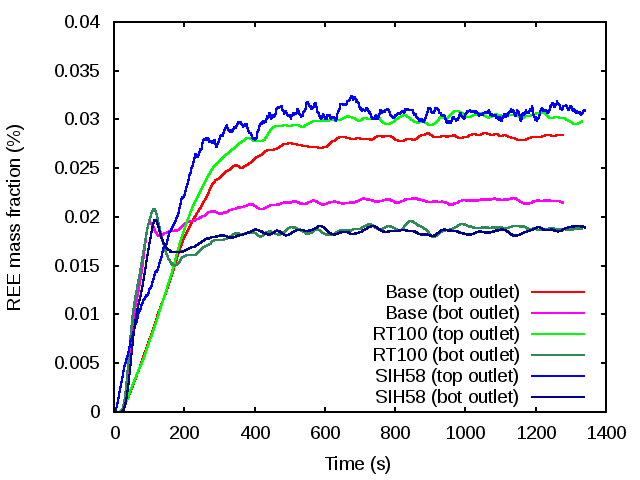 0.04
0.035
0.03
0.025
0.02
0.015
0.01
0.005
0
REE mass fraction (%)
Base (top outlet)
Base (bot outlet)
RT100 (top outlet)
RT100 (bot outlet)
SIH58 (top outlet)
SIH58 (bot outlet)
0 200 400 600 800 1000 1200 1400
Time (s)